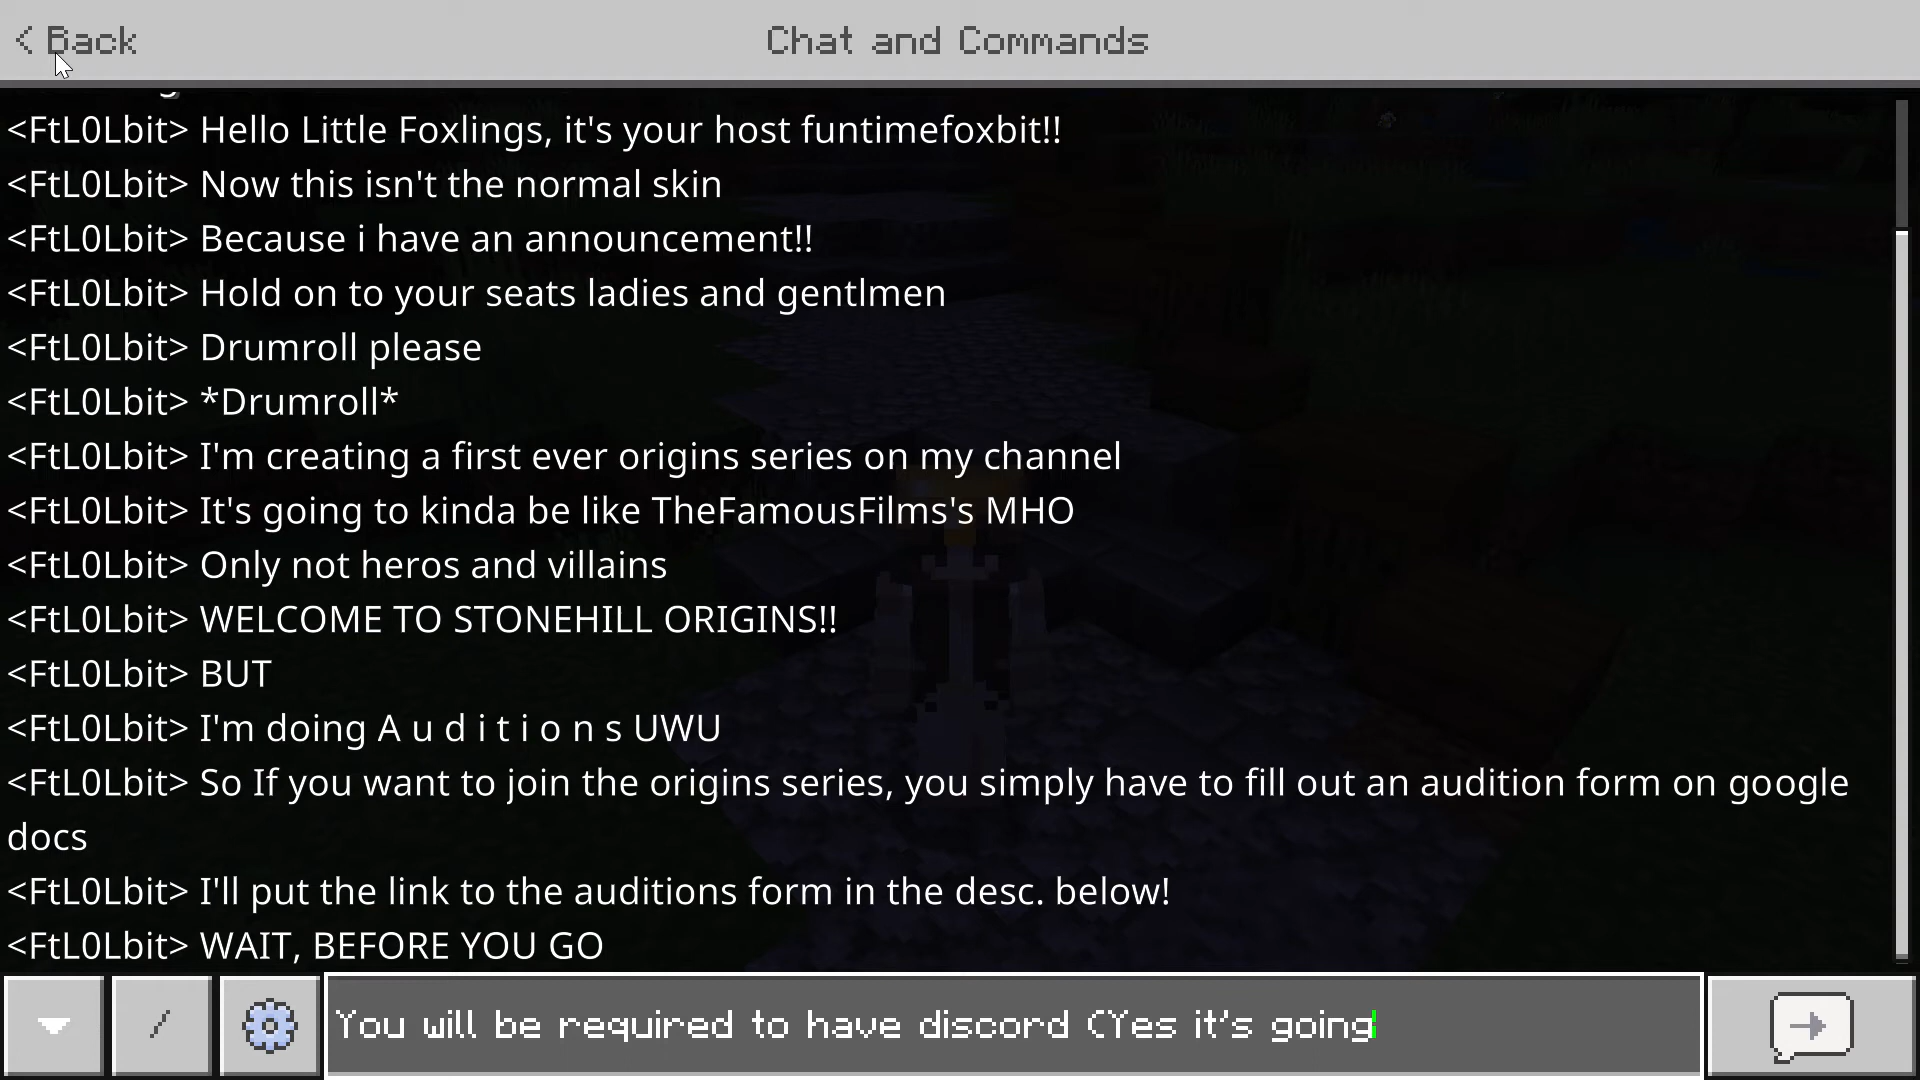 < Back
Chat and Commands
<FtL0Lbit> Hello Little Foxlings, it's your host funtimefoxbit!!
<FtL0Lbit> Now this isn't the normal skin
<FtL0Lbit> Because i have an announcement!!
<FtL0Lbit> Hold on to your seats ladies and gentlmen
<FtL0Lbit> Drumroll please
<FtL0Lbit> *Drumroll*
<FtL0Lbit> I'm creating a first ever origins series on my channel
<FtL0Lbit> It's going to kinda be like TheFamousFilms's MHO
<FtL0Lbit> Only not heros and villains
<FtL0Lbit> WELCOME TO STONEHILL ORIGINS!!
<FtL0Lbit> BUT
<FtL0Lbit> I'm doing A u d i t i o n s UWU
<FtL0Lbit> So If you want to join the origins series, you simply have to fill out an audition form on google
docs
<FtL0Lbit> I'll put the link to the auditions form in the desc. below!
<FtL0Lbit> WAIT, BEFORE YOU GO
/
You will be required to have discord (Yes it's going